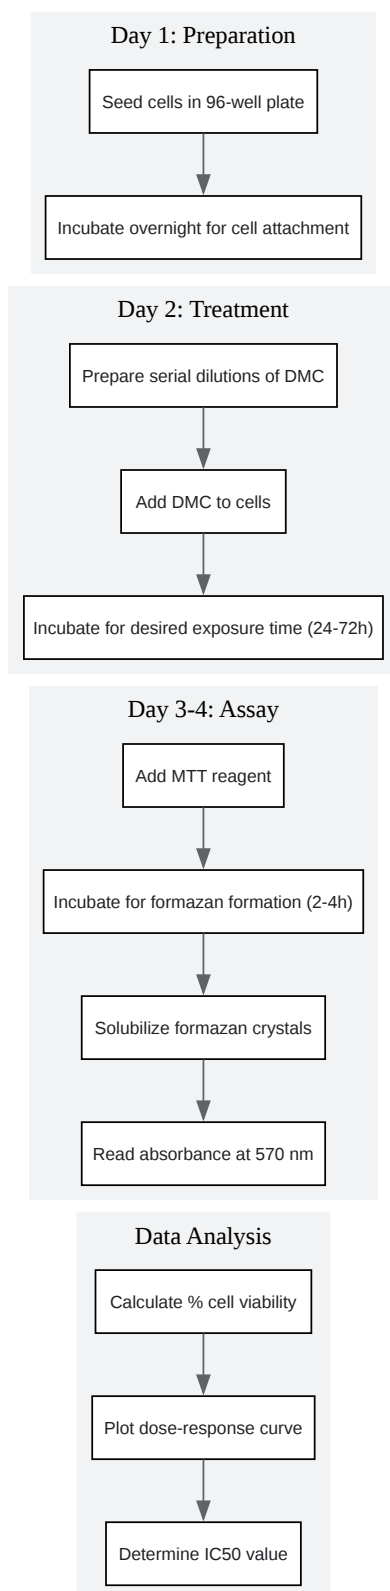 Day 1: Preparation
Seed cells in 96-well plate
Incubate overnight for cell attachment
Day 2: Treatment
Prepare serial dilutions of DMC
Add DMC to cells
Incubate for desired exposure time (24-72h)
Day 3-4: Assay
Add MTT reagent
Incubate for formazan formation (2-4h)
Solubilize formazan crystals
Read absorbance at 570 nm
Data Analysis
Calculate % cell viability
Plot dose-response curve
Determine IC50 value